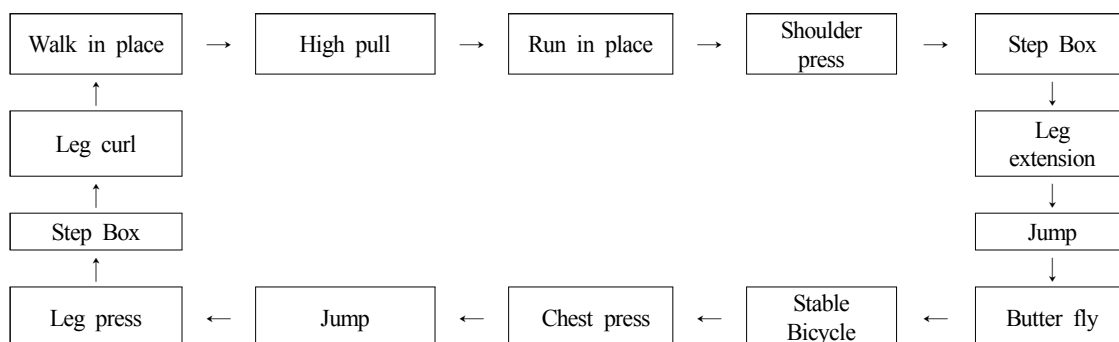 Walk in place → High pull → Run in place → Shoulder
press → Step Box
↓
Leg
extension
↓
Jump
↓
Butter fly
←
Stable
Bicycle
←
Chest press
←
Jump
←
Leg press
↑
Step Box
↑
Leg curl
↑